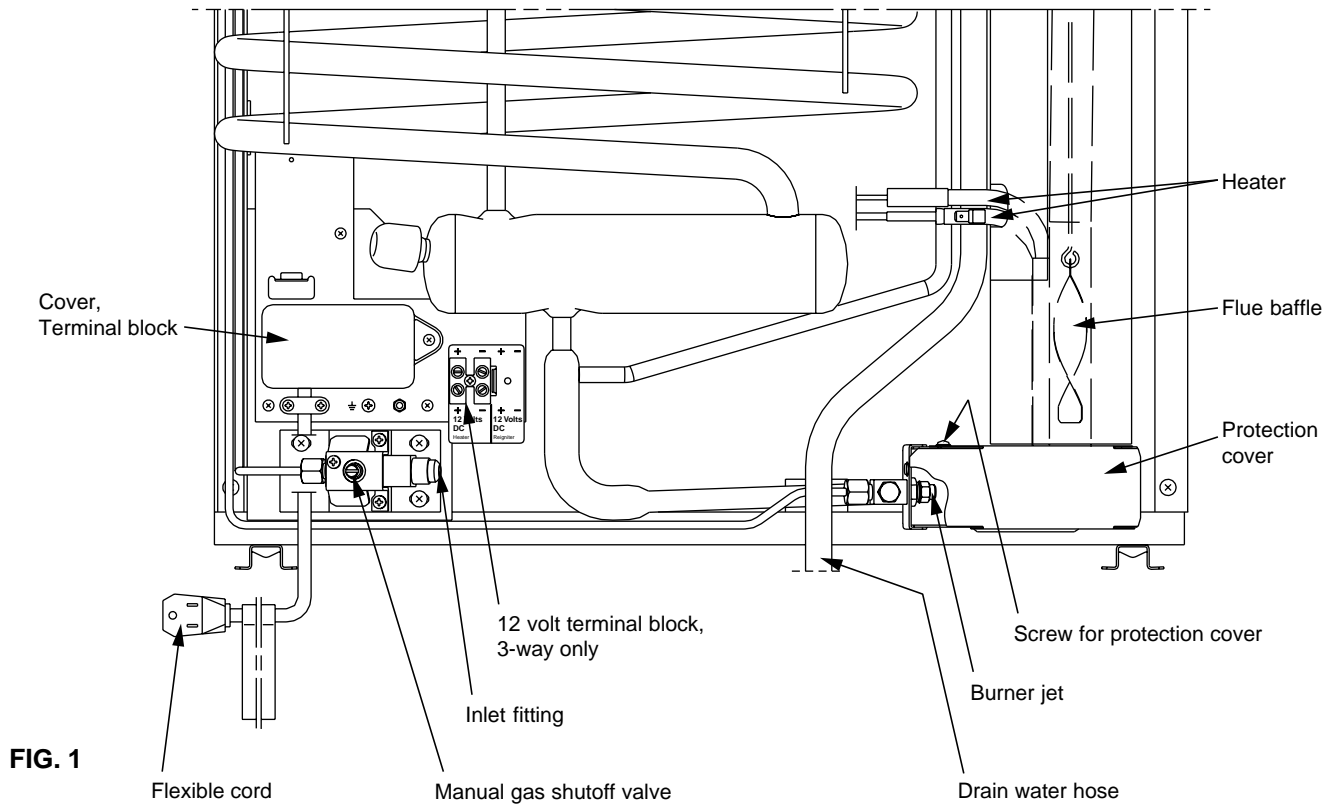 Heater
Cover,
Terminal block
Flue baffle
+ - + -
+ - + -
12 Volts 12 Volts
DC DC
Heater Reigniter
Protection
cover
12 volt terminal block,
3-way only
Screw for protection cover
Burner jet
Inlet fitting
FIG. 1
Flexible cord
Manual gas shutoff valve
Drain water hose